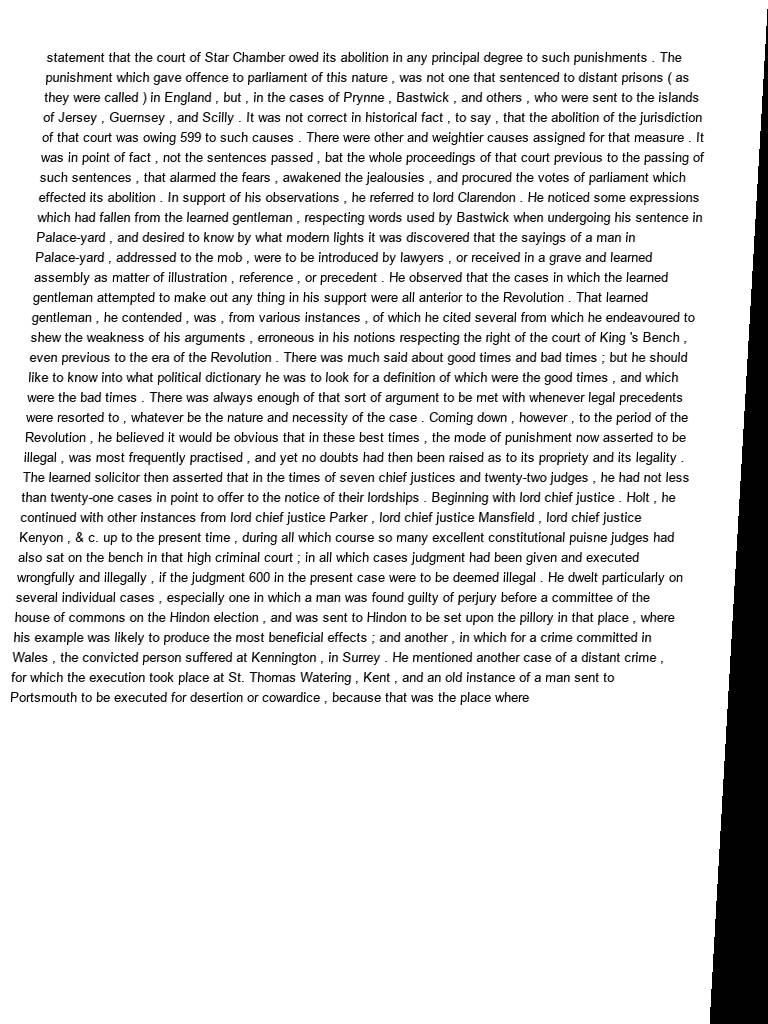 statement that the court of Star Chamber owed its abolition in any principal degree to such punishments . The
punishment which gave offence to parliament of this nature , was not one that sentenced to distant prisons ( as
they were called ) in England , but , in the cases of Prynne , Bastwick , and others , who were sent to the islands
of Jersey , Guernsey , and Scilly . It was not correct in historical fact , to say , that the abolition of the jurisdiction
of that court was owing 599 to such causes . There were other and weightier causes assigned for that measure . It
was in point of fact , not the sentences passed , bat the whole proceedings of that court previous to the passing of
such sentences , that alarmed the fears , awakened the jealousies , and procured the votes of parliament which
effected its abolition . In support of his observations , he referred to lord Clarendon . He noticed some expressions
which had fallen from the learned gentleman , respecting words used by Bastwick when undergoing his sentence in
Palace-yard , and desired to know by what modern lights it was discovered that the sayings of a man in
Palace-yard , addressed to the mob , were to be introduced by lawyers , or received in a grave and learned
assembly as matter of illustration , reference , or precedent . He observed that the cases in which the learned
gentleman attempted to make out any thing in his support were all anterior to the Revolution . That learned
gentleman , he contended , was , from various instances , of which he cited several from which he endeavoured to
shew the weakness of his arguments , erroneous in his notions respecting the right of the court of King 's Bench ,
even previous to the era of the Revolution . There was much said about good times and bad times ; but he should
like to know into what political dictionary he was to look for a definition of which were the good times , and which
were the bad times . There was always enough of that sort of argument to be met with whenever legal precedents
were resorted to , whatever be the nature and necessity of the case . Coming down , however , to the period of the
Revolution , he believed it would be obvious that in these best times , the mode of punishment now asserted to be
illegal , was most frequently practised , and yet no doubts had then been raised as to its propriety and its legality .
The learned solicitor then asserted that in the times of seven chief justices and twenty-two judges , he had not less
than twenty-one cases in point to offer to the notice of their lordships . Beginning with lord chief justice . Holt , he
continued with other instances from lord chief justice Parker , lord chief justice Mansfield , lord chief justice
Kenyon , & c. up to the present time , during all which course so many excellent constitutional puisne judges had
also sat on the bench in that high criminal court ; in all which cases judgment had been given and executed
wrongfully and illegally , if the judgment 600 in the present case were to be deemed illegal . He dwelt particularly on
several individual cases , especially one in which a man was found guilty of perjury before a committee of the
house of commons on the Hindon election , and was sent to Hindon to be set upon the pillory in that place , where
his example was likely to produce the most beneficial effects ; and another , in which for a crime committed in
Wales , the convicted person suffered at Kennington , in Surrey . He mentioned another case of a distant crime ,
for which the execution took place at St. Thomas Watering , Kent , and an old instance of a man sent to
Portsmouth to be executed for desertion or cowardice , because that was the place where